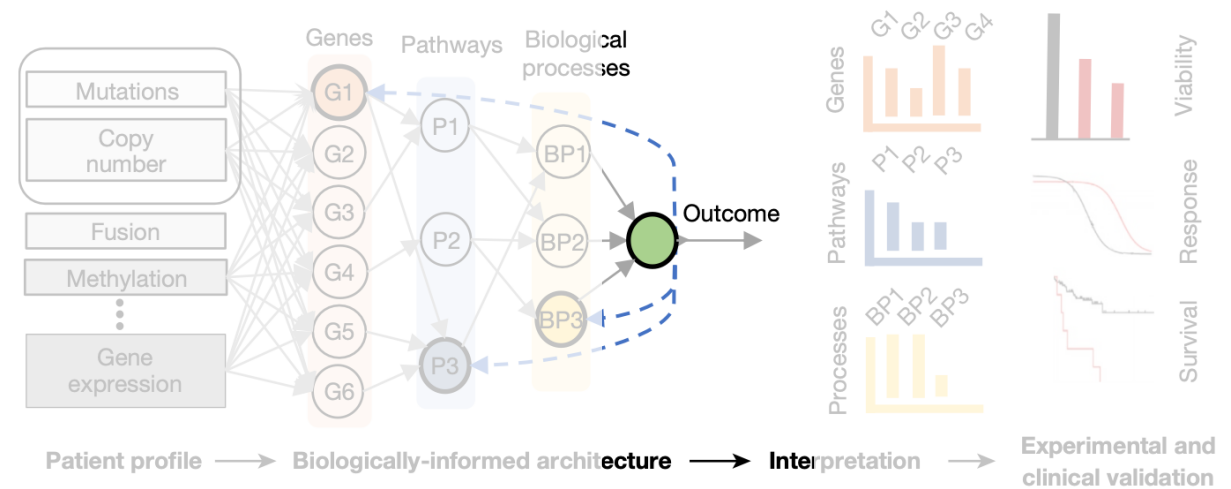 Genes
Pathways
Biological
processes
Mutations
Copy
number
Fusion
Methylation
Gene
expression
G1
G2
G3
G4
G5
G6
P1
P2
P3
BP1
BP2
BP3
Outcome
Genes
G1
G2
G3
G4
Pathways
P1
P2
P3
Processes
BP1
BP2
BP3
Viability
Response
Survival
Patient profile
Biologically-informed architecture
Interpretation
Experimental and
clinical validation